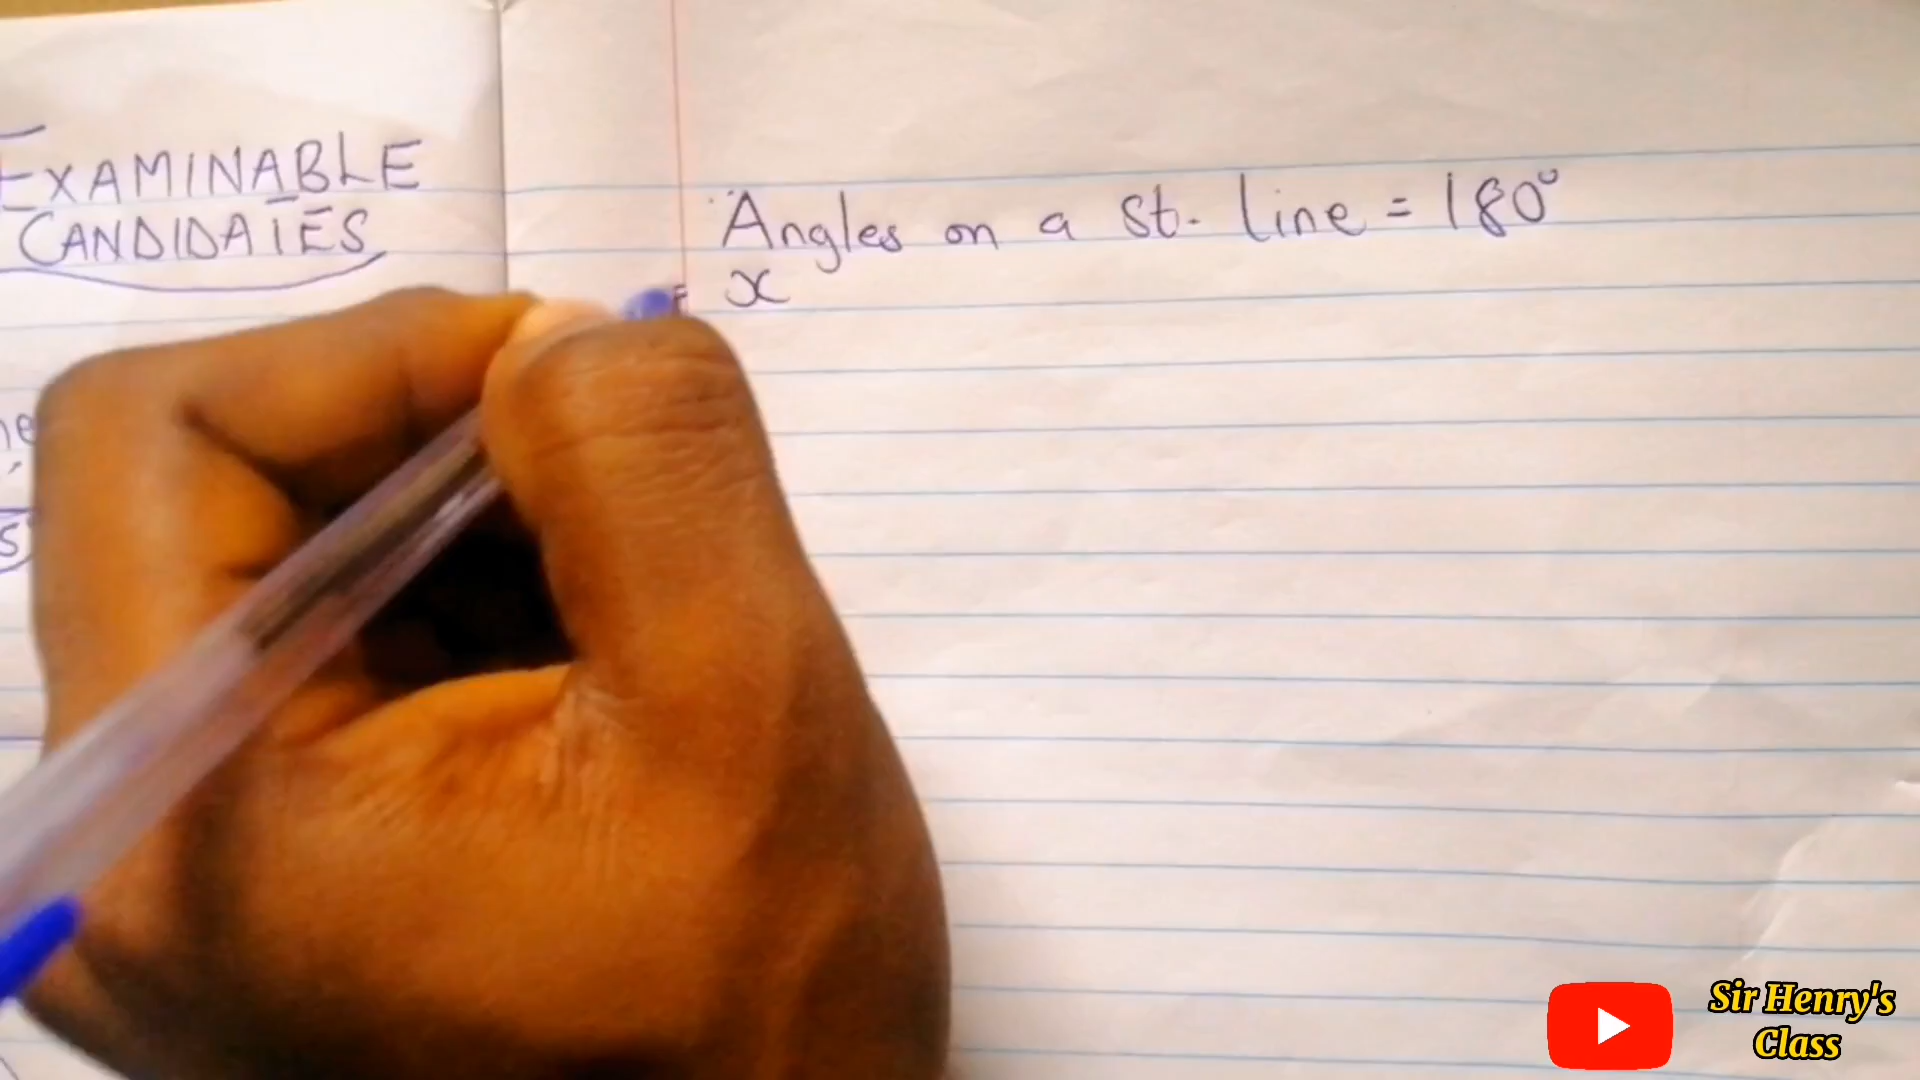 EXAMINABLE
CANDIDATES
Angles on a st. line = 180°
x
Sir Henry's
Class